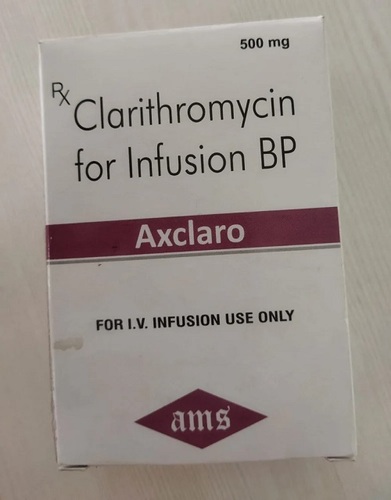 500 mg
Rx Clarithromycin
for Infusion BP
Axclaro
FOR I.V. INFUSION USE ONLY
ams